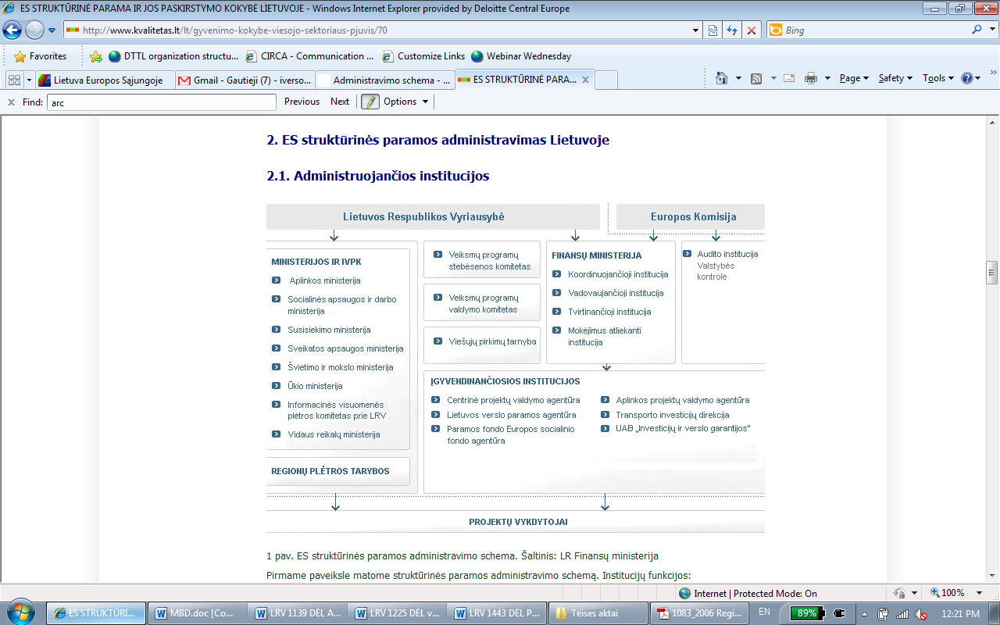 ES STRUKTŪRINĖ PARAMA IR JOS PASKIRSTYMO KOKYBĖ LIETUVOJE - Windows Internet Explorer provided by Deloitte Central Europe
http://www.kvalitetas.lt/lt/gyvenimo-kokybe-viesojo-sektoriaus-pjuvis/70
Bing
Favorites
DTTL organization structu...
CIRCA - Communication ...
Customize Links
Webinar Wednesday
Lietuva Europos Sąjungoje
Gmail - Gautieji (7) - iverso...
Administravimo schema - ...
ES STRUKTŪRINĖ PARA...
Page
Safety
Tools
Find: arc
Previous
Next
Options
2. ES struktūrinės paramos administravimas Lietuvoje
2.1. Administruojančios institucijos
Lietuvos Respublikos Vyriausybė
Europos Komisija
MINISTERIJOS IR IVPK
Aplinkos ministerija
Socialinės apsaugos ir darbo
ministerija
Susisiekimo ministerija
Sveikatos apsaugos ministerija
Švietimo ir mokslo ministerija
Ūkio ministerija
Informacinės visuomenės
plėtros komitetas prie LRV
Vidaus reikalų ministerija
REGIONŲ PLĖTROS TARYBOS
Veiksmų programų
stebėsenos komitetas
Veiksmų programų
valdymo komitetas
Viešųjų pirkimų tarnyba
FINANSŲ MINISTERIJA
Koordinuojančioji institucija
Vadovaujančioji institucija
Tvirtinančioji institucija
Mokėjimus atliekanti
institucija
Audito institucija
Valstybės
kontrolė
ĮGYVENDINANČIOSIOS INSTITUCIJOS
Centrinė projektų valdymo agentūra
Lietuvos verslo paramos agentūra
Paramos fondo Europos socialinio
fondo agentūra
Aplinkos projektų valdymo agentūra
Transporto investicijų direkcija
UAB „Investicijų ir verslo garantijos"
PROJEKTŲ VYKDYTOJAI
1 pav. ES struktūrinės paramos administravimo schema. Šaltinis: LR Finansų ministerija
Pirmame paveiksle matome struktūrinės paramos administravimo schemą. Institucijų funkcijos:
Internet | Protected Mode: On
100%
ES STRUKTŪRI...
MBD.doc [Co...
LRV 1139 DĖL A...
LRV 1225 DĖL v...
LRV 1443 DĖL P...
Teises aktai
1083_2006 Regi...
EN
89%
12:21 PM